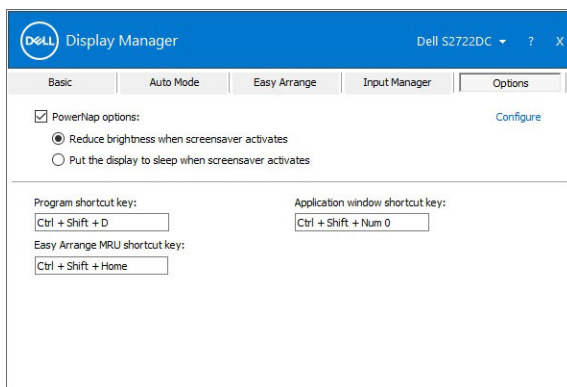 DELL Display Manager Dell S2722DC ? X
Basic Auto Mode Easy Arrange Input Manager Options
PowerNap options: Configure
Reduce brightness when screensaver activates
Put the display to sleep when screensaver activates
Program shortcut key: Application window shortcut key:
Ctrl + Shift + D Ctrl + Shift + Num 0
Easy Arrange MRU shortcut key:
Ctrl + Shift + Home